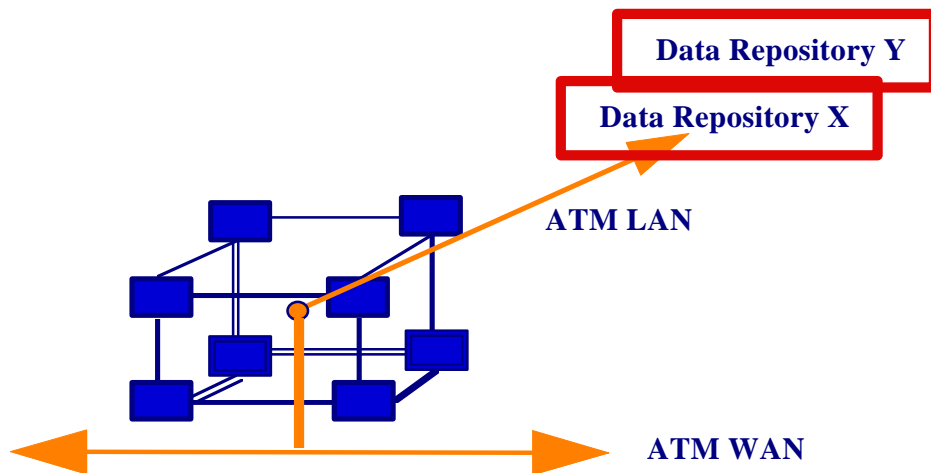 Data Repository Y
Data Repository X
ATM LAN
ATM WAN